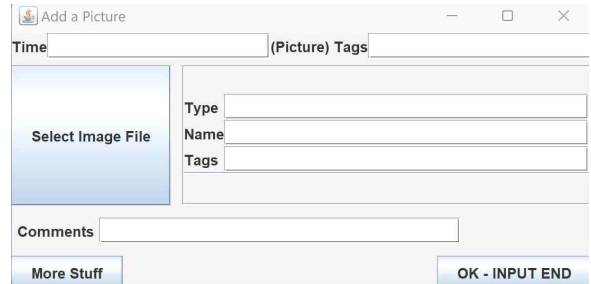 Add a Picture
Time (Picture) Tags
Select Image File
Type
Name
Tags
Comments
More Stuff OK - INPUT END